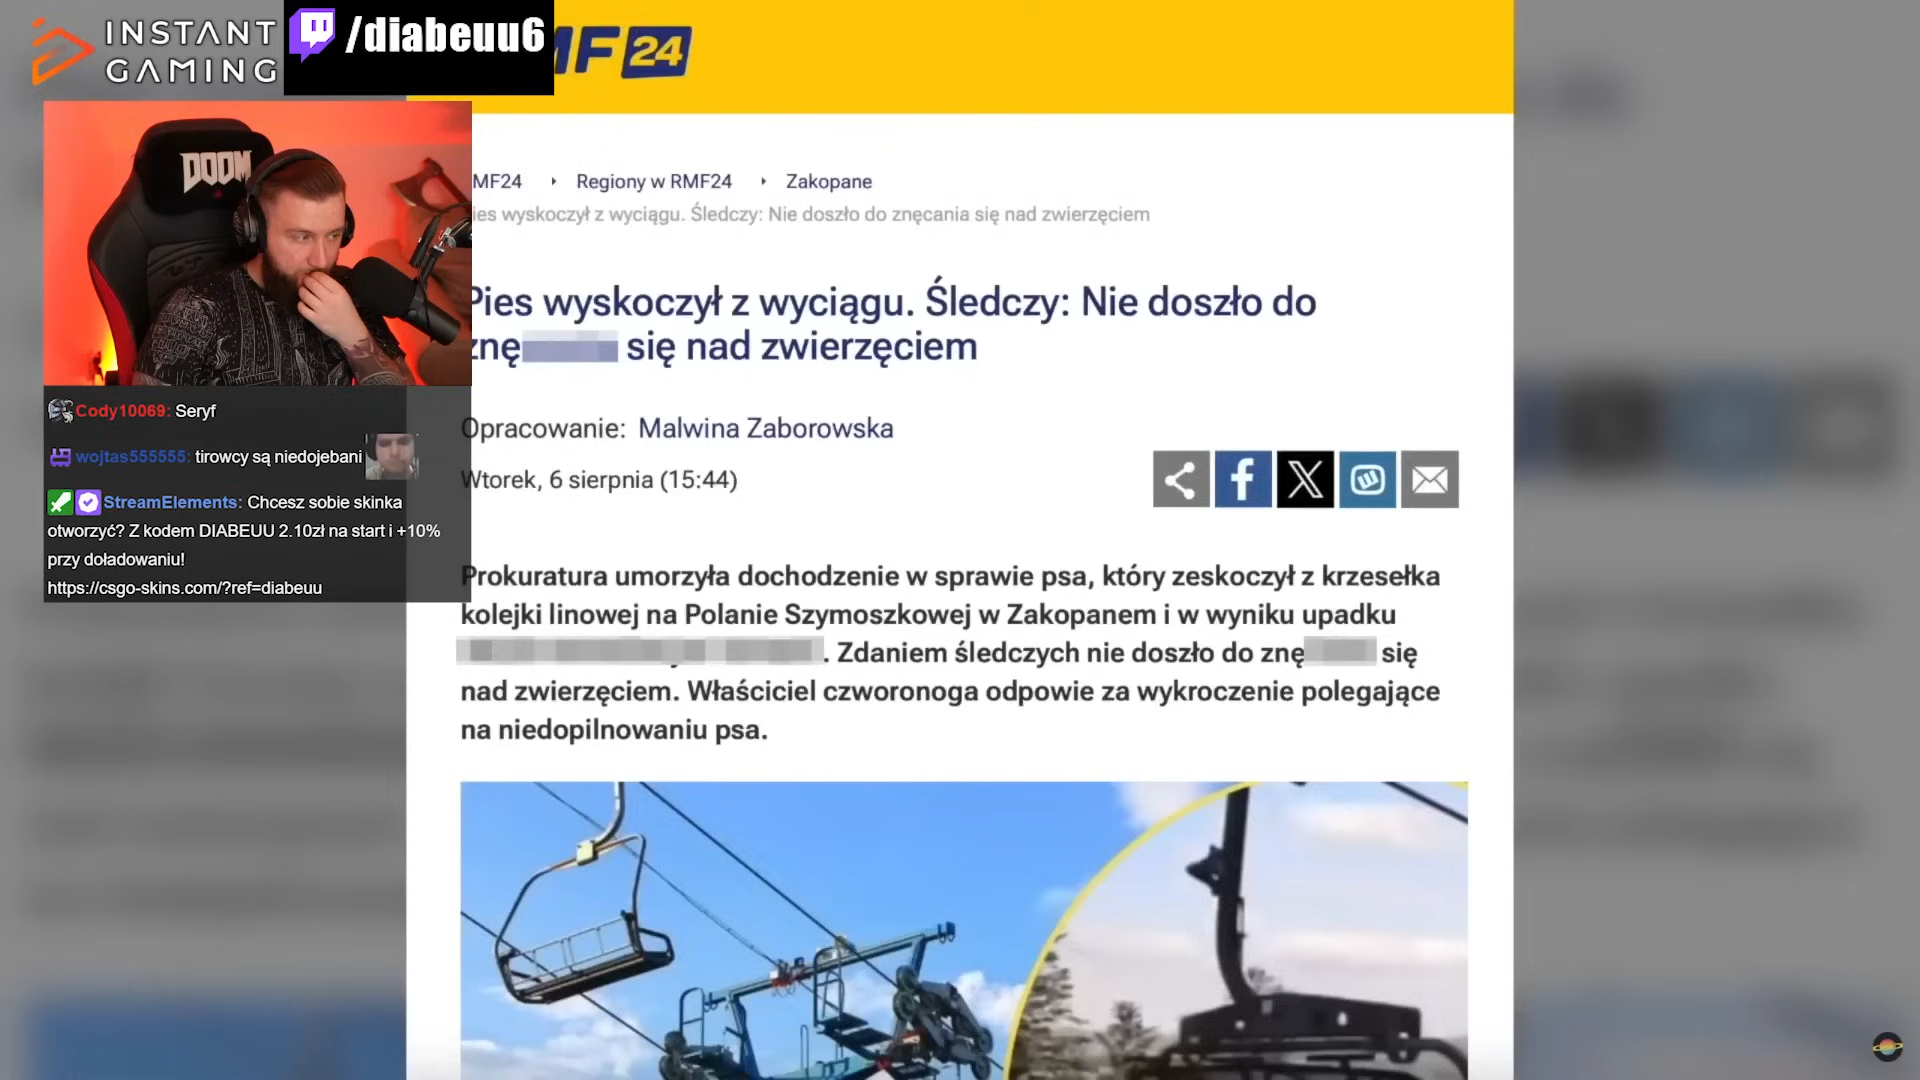 INSTANT
GAMING
/diabeuu6
MF24
DOOM
MF24 Regiony w RMF24 Zakopane
ies wyskoczył z wyciągu. Śledczy: Nie doszło do znęcania się nad zwierzęciem
Pies wyskoczył z wyciągu. Śledczy: Nie doszło do
znę się nad zwierzęciem
Opracowanie: Malwina Zaborowska
Wtorek, 6 sierpnia (15:44)
Cody10069: Seryf
wojtas555555: tirowcy są niedojebani
StreamElements: Chcesz sobie skinka
otworzyć? Z kodem DIABEUU 2.10zł na start i +10%
przy doładowaniu!
https://csgo-skins.com/?ref=diabeuu
Prokuratura umorzyła dochodzenie w sprawie psa, który zeskoczył z krzesełka
kolejki linowej na Polanie Szymoszkowej w Zakopanem i w wyniku upadku
. Zdaniem śledczych nie doszło do znę się
nad zwierzęciem. Właściciel czworonoga odpowie za wykroczenie polegające
na niedopilnowaniu psa.